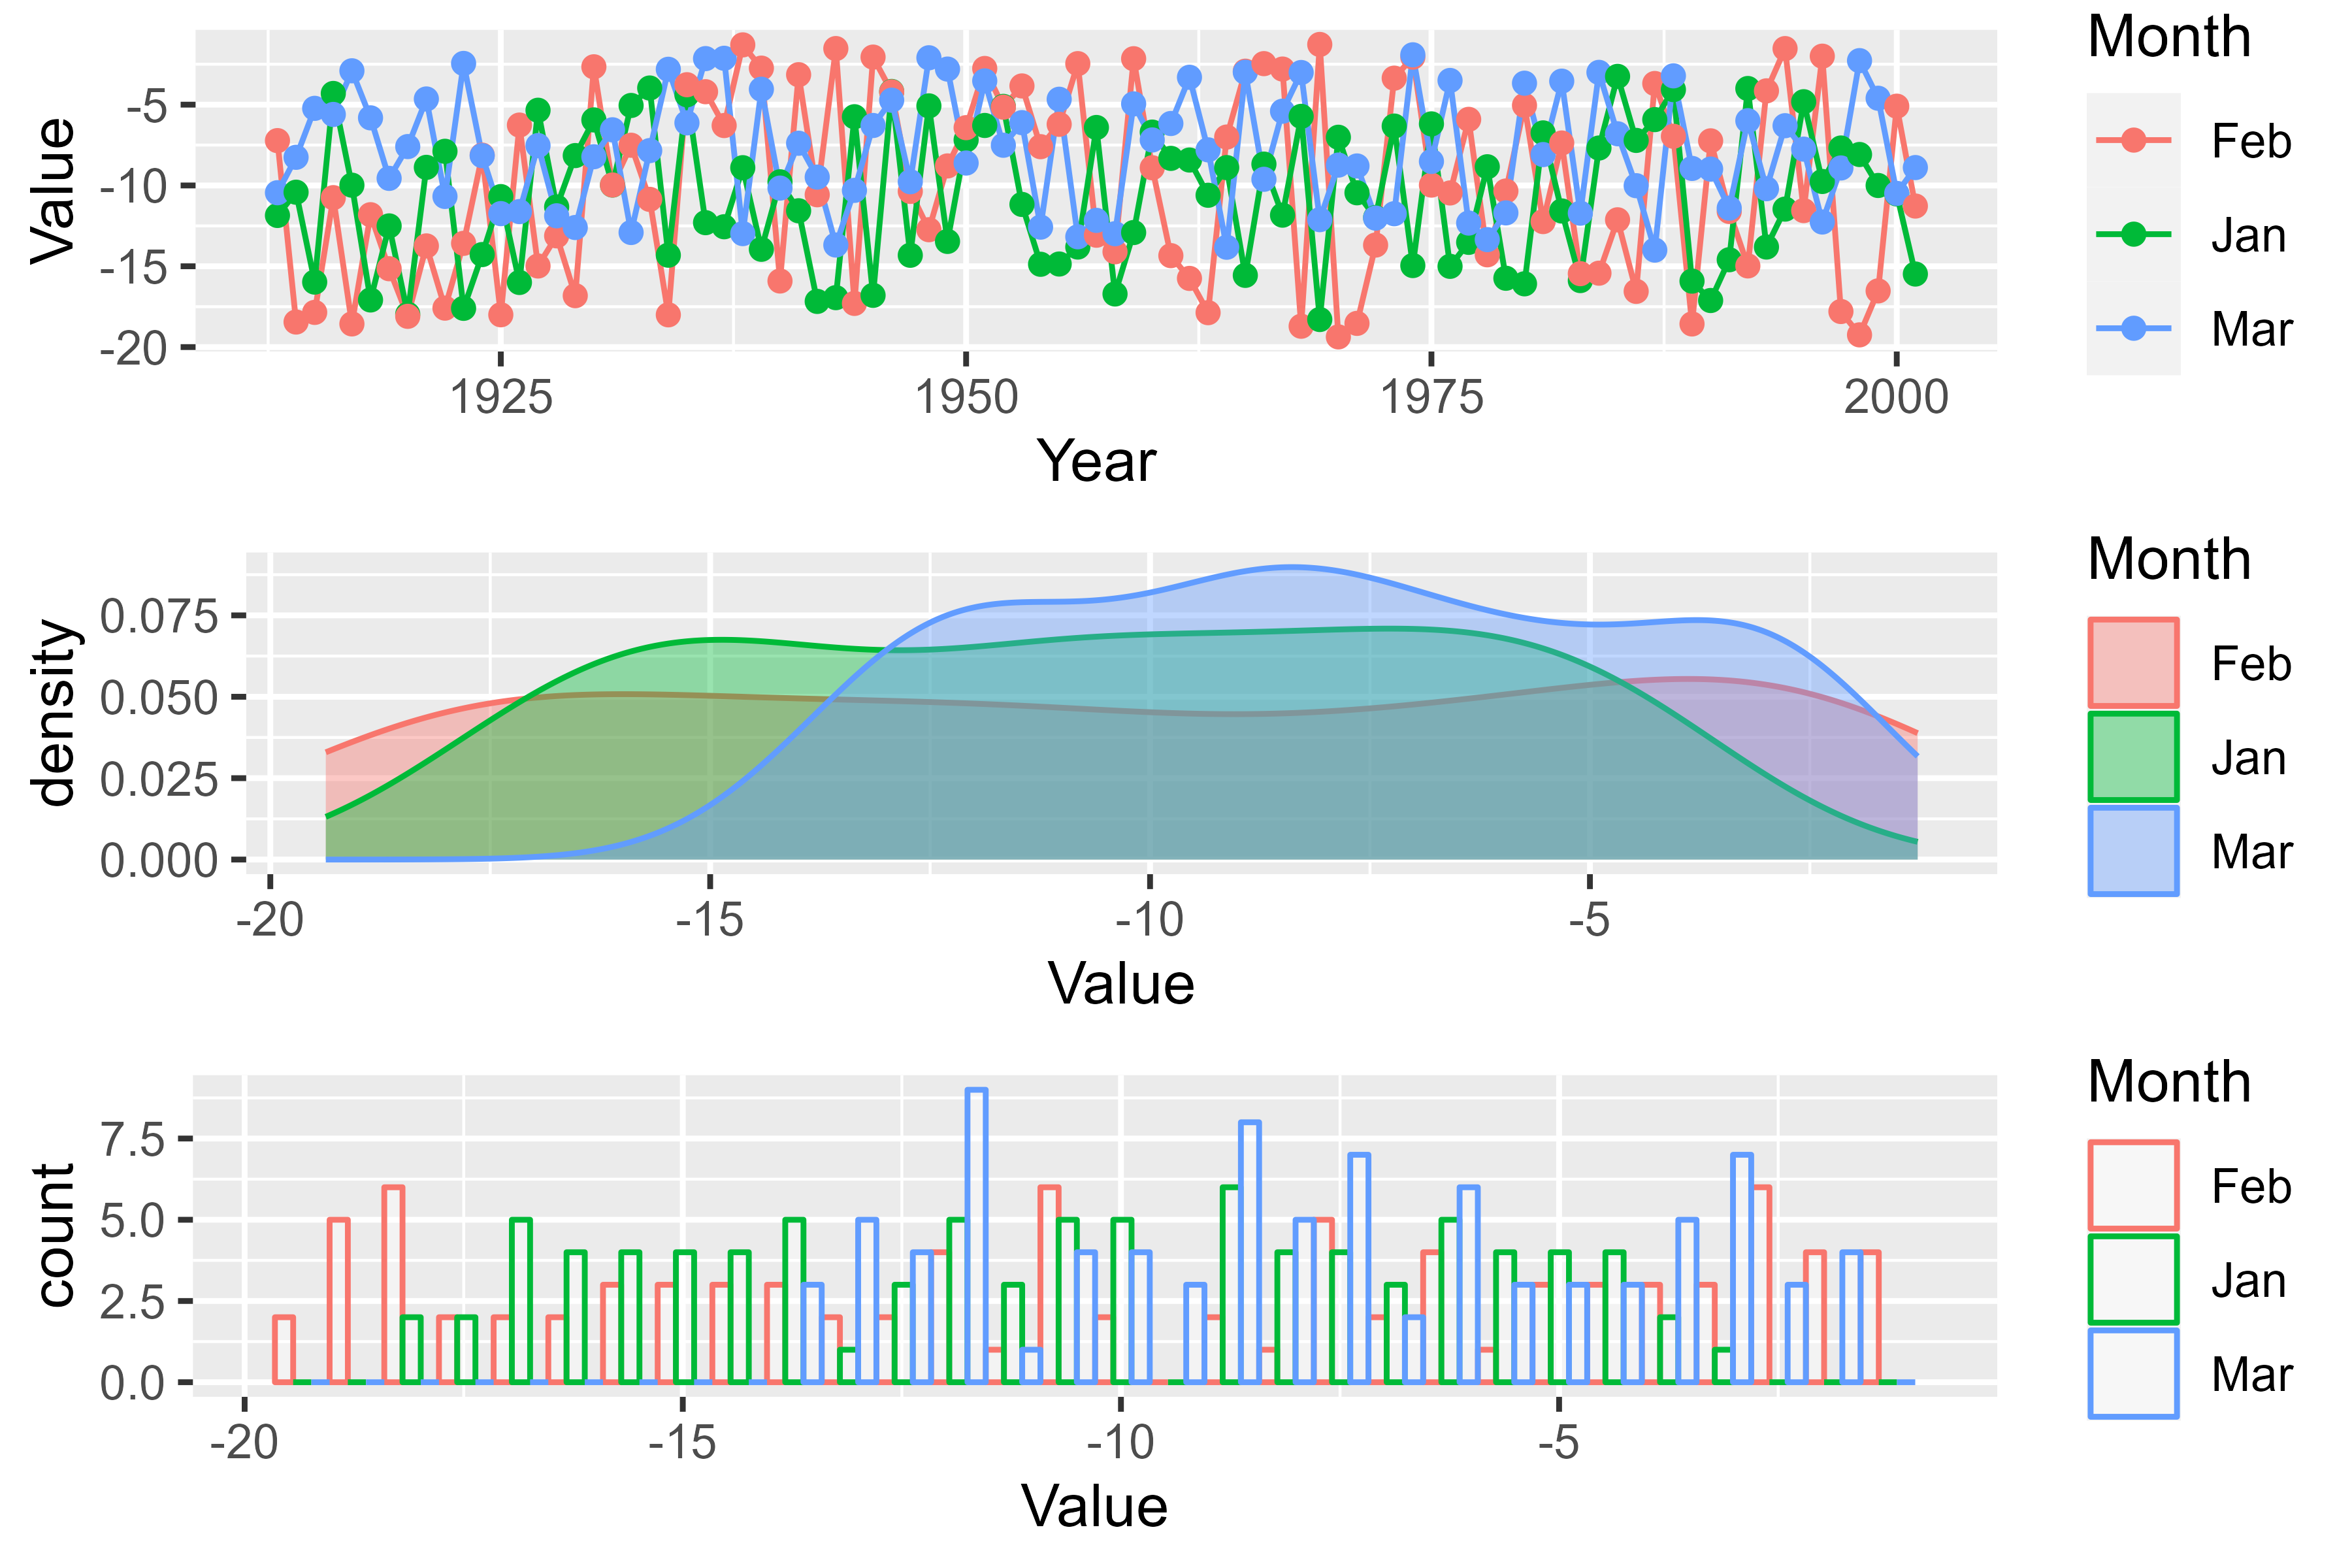 Value
-5
-10
-15
-20
1925 1950 1975 2000
Year
Month
Feb
Jan
Mar
density
0.075
0.050
0.025
0.000
-20 -15 -10 -5
Value
Month
Feb
Jan
Mar
count
7.5
5.0
2.5
0.0
-20 -15 -10 -5
Value
Month
Feb
Jan
Mar